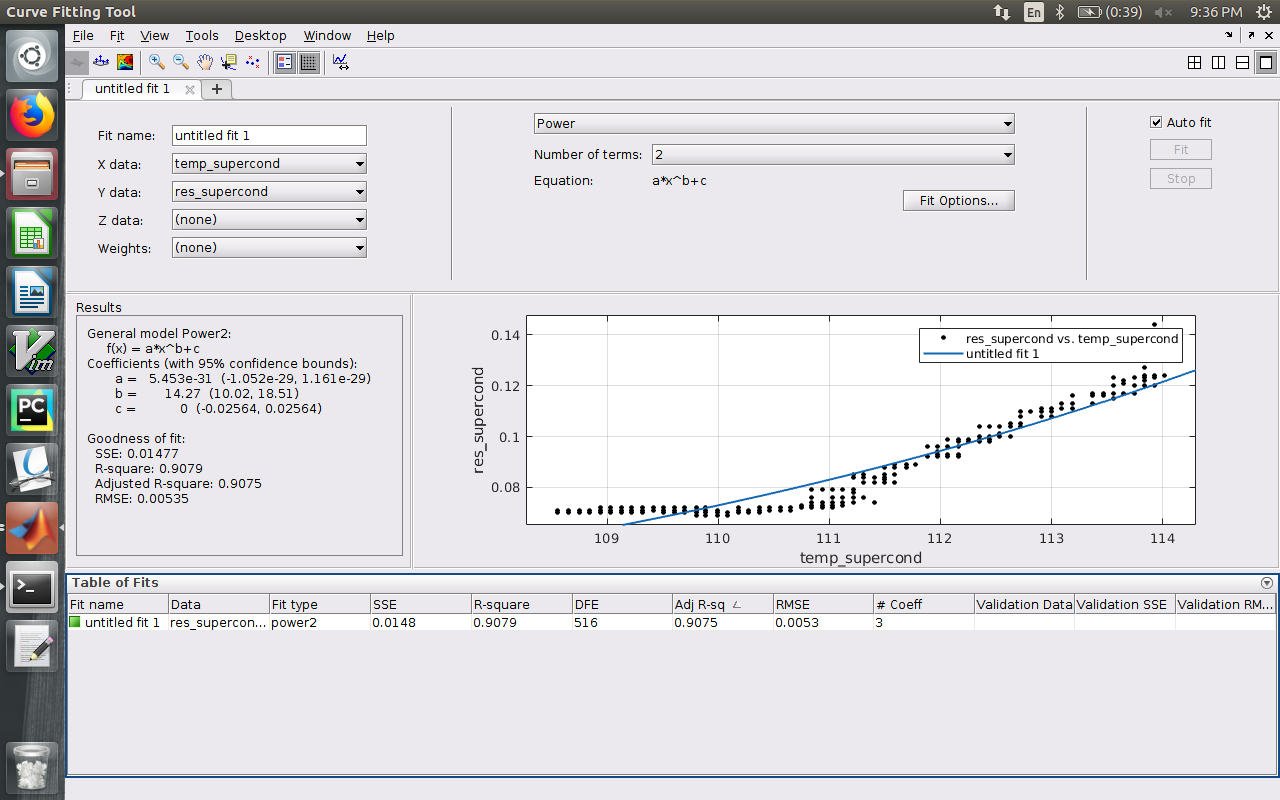 Curve Fitting Tool
En
(0:39)
9:36 PM
File Fit View Tools Desktop Window Help
untitled fit 1
Fit name: untitled fit 1
X data: temp_supercond
Y data: res_supercond
Z data: (none)
Weights: (none)
Power
Number of terms: 2
Equation: a*x^b+c
Fit Options...
Auto fit
Fit
Stop
Results
General model Power2:
f(x) = a*x^b+c
Coefficients (with 95% confidence bounds):
a = 5.453e-31 (-1.052e-29, 1.161e-29)
b = 14.27 (10.02, 18.51)
c = 0 (-0.02564, 0.02564)
Goodness of fit:
SSE: 0.01477
R-square: 0.9079
Adjusted R-square: 0.9075
RMSE: 0.00535
res_supercond
0.14
0.12
0.1
0.08
res_supercond vs. temp_supercond
untitled fit 1
109 110 111 112 113 114
temp_supercond
Table of Fits
Fit name Data Fit type SSE R-square DFE Adj R-sq RMSE # Coeff Validation Data Validation SSE Validation RM...
untitled fit 1 res_supercon... power2 0.0148 0.9079 516 0.9075 0.0053 3
Vim
PC
>_